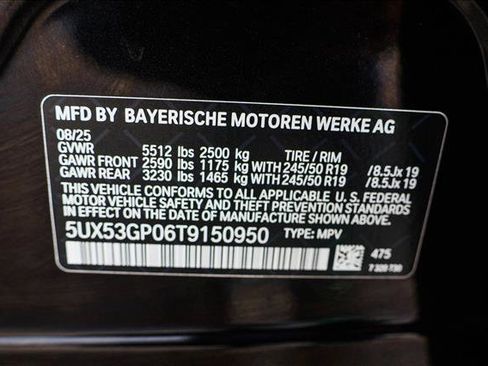 MFD BY BAYERISCHE MOTOREN WERKE AG
08/25
GVWR 5512 lbs 2500 kg TIRE / RIM
GAWR FRONT 2590 lbs 1175 kg WITH 245/50 R19 /8.5Jx19
GAWR REAR 3230 lbs 1465 kg WITH 245/50 R19 /8.5Jx19
THIS VEHICLE CONFORMS TO ALL APPLICABLE U.S. FEDERAL
MOTOR VEHICLE SAFETY AND THEFT PREVENTION STANDARDS
IN EFFECT ON THE DATE OF MANUFACTURE SHOWN ABOVE.
5UX53GP06T9150950 TYPE: MPV
475